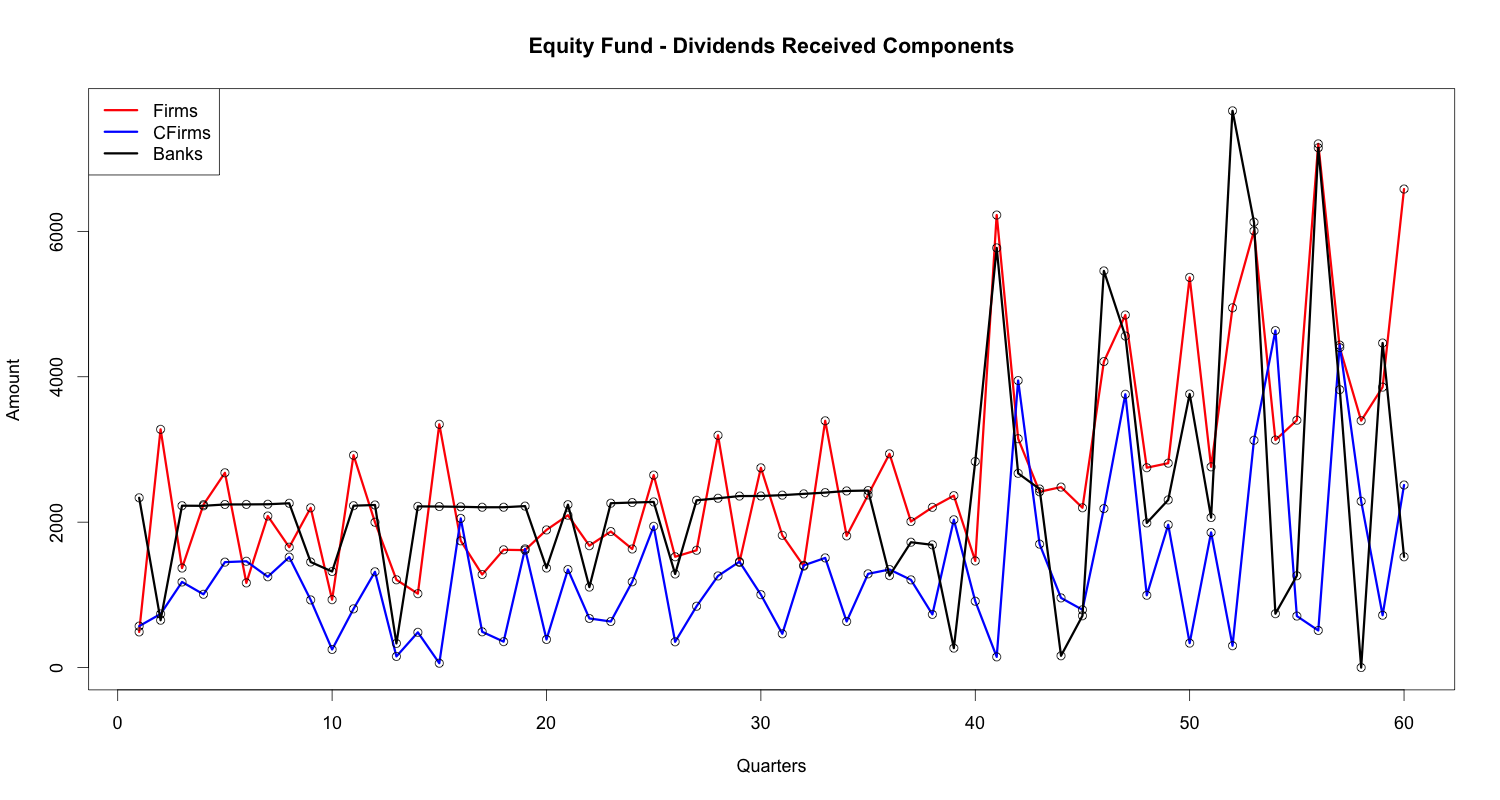 Equity Fund - Dividends Received Components
Firms
CFirms
Banks
6000
4000
2000
0
Amount
0 10 20 30 40 50 60
Quarters